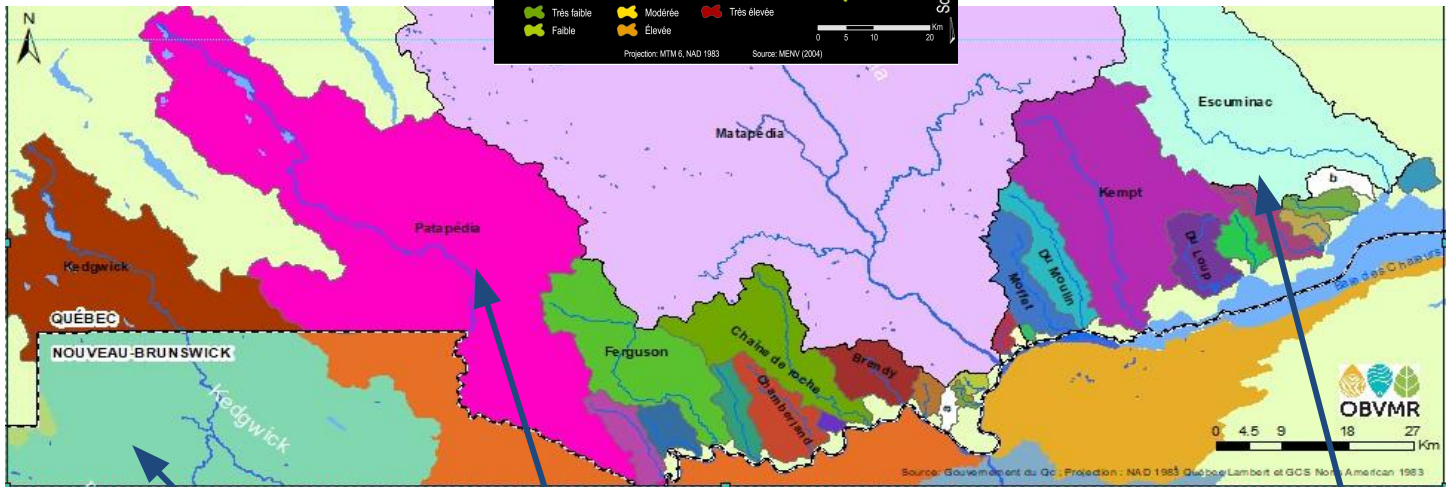 Très faible
Modérée
Très élevée
Faible
Élevée
Km
0 5 10 20
Projection: MTM 6, NAD 1983
Source: MENV (2004)
N
Escuminac
Matapédia
Kempt
b
Patapédia
Du Loup
Kedgwick
Du Moulin
Moffet
Baie des Chaleurs
QUÉBEC
NOUVEAU-BRUNSWICK
Ferguson
Chaîne de roche
Brandy
Chamberland
Kedgwick
a
OBVMR
0 4.5 9 18 27
Km
Source: Gouvernement du Qc ; Projection : NAD 1983 Québec Lambert et GCS North American 1983